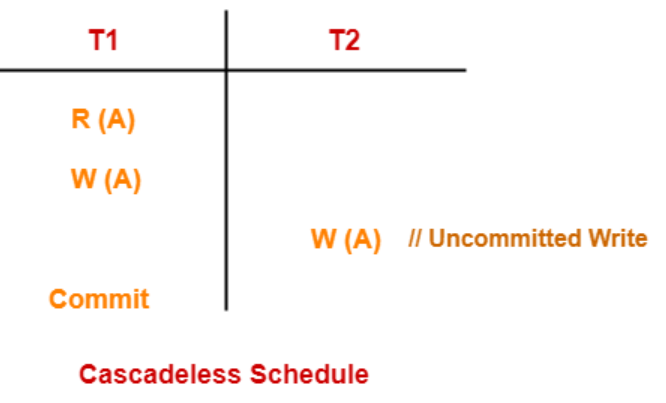 T1 T2
R (A)
W (A)
W (A) // Uncommitted Write
Commit
Cascadeless Schedule